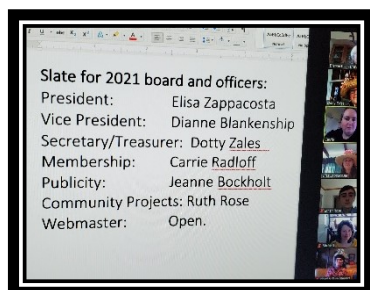 Slate for 2021 board and officers:
President: Elisa Zappacosta
Vice President: Dianne Blankenship
Secretary/Treasurer: Dotty Zales
Membership: Carrie Radloff
Publicity: Jeanne Bockholt
Community Projects: Ruth Rose
Webmaster: Open.